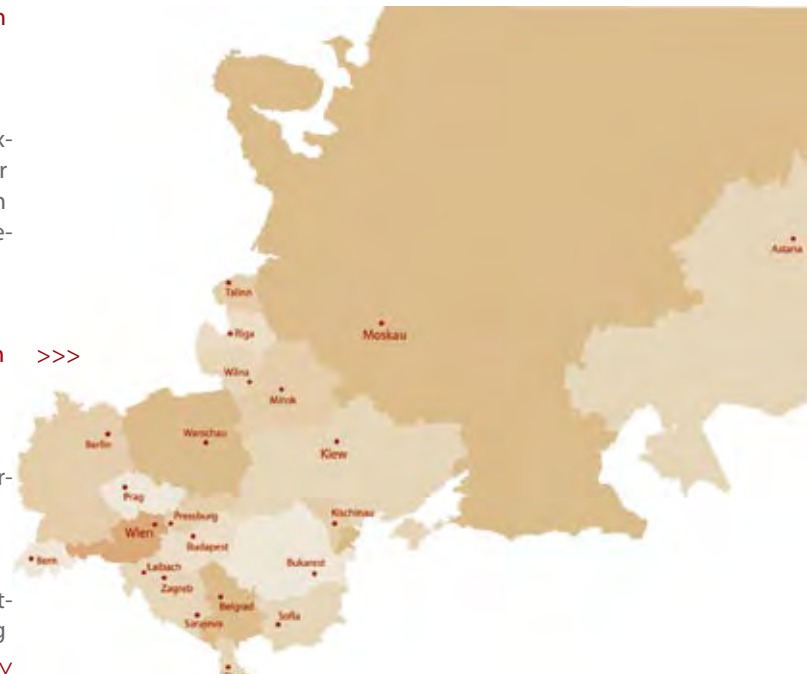 n
x-
r
n
e-
n >>>
r-
t-
g
Astana
Tallinn
Moskau
Riga
Wilna
Minsk
Berlin
Warschau
Kiew
Prag
Pressburg
Kischinau
Wien
Budapest
Bern
Laibach
Bukarest
Zagreb
Belgrad
Sarajevo
Sofia